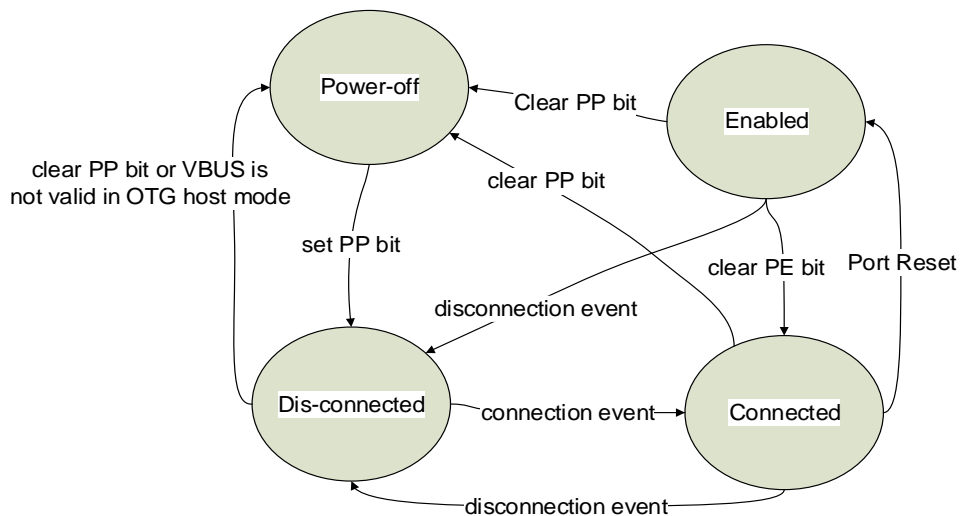 Power-off
Clear PP bit
Enabled
clear PP bit or VBUS is
not valid in OTG host mode
clear PP bit
set PP bit
clear PE bit
Port Reset
disconnection event
Dis-connected
connection event
Connected
disconnection event